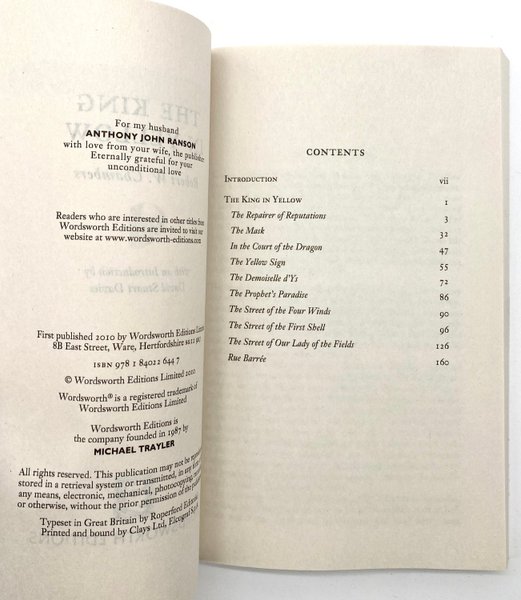 For my husband
ANTHONY JOHN RANSON
with love from your wife, the publisher
Eternally grateful for your
unconditional love
Readers who are interested in other titles from
Wordsworth Editions are invited to visit our
website at www.wordsworth-editions.com
First published 2010 by Wordsworth Editions Limited
8B East Street, Ware, Hertfordshire SG12 9HJ
ISBN 978 1 84022 644 7
© Wordsworth Editions Limited 2010
Wordsworth® is a registered trademark of
Wordsworth Editions Limited
Wordsworth Editions is
the company founded in 1987 by
MICHAEL TRAYLER
All rights reserved. This publication may not be
stored in a retrieval system or transmitted, in any
any means, electronic, mechanical, photocopying,
or otherwise, without the prior permission of the
Typeset in Great Britain by Roperford Editorial
Printed and bound by Clays Ltd, Elcograf S.p.A.
CONTENTS
INTRODUCTION vii
THE KING IN YELLOW 1
The Repairer of Reputations 3
The Mask 32
In the Court of the Dragon 47
The Yellow Sign 55
The Demoiselle d'Ys 72
The Prophet's Paradise 86
The Street of the Four Winds 90
The Street of the First Shell 96
The Street of Our Lady of the Fields 126
Rue Barrée 160